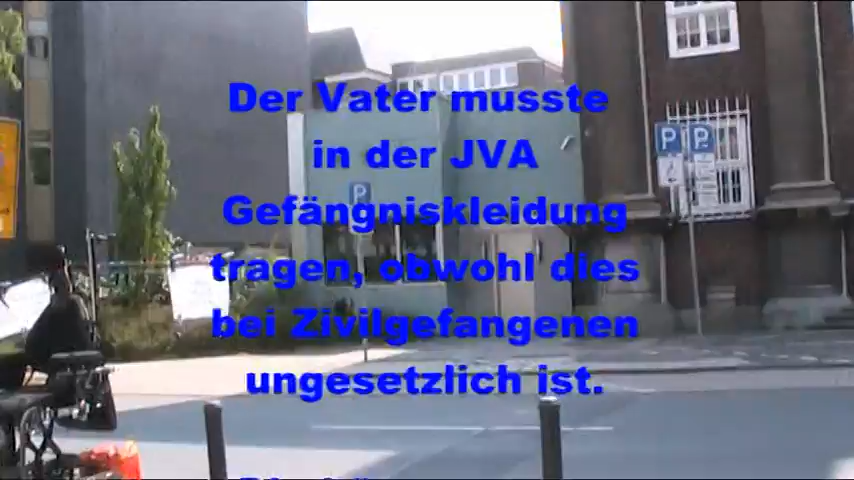 Der Vater musste
in der JVA
Gefängniskleidung
tragen, obwohl dies
bei Zivilgefangenen
ungesetzlich ist.
P P
P